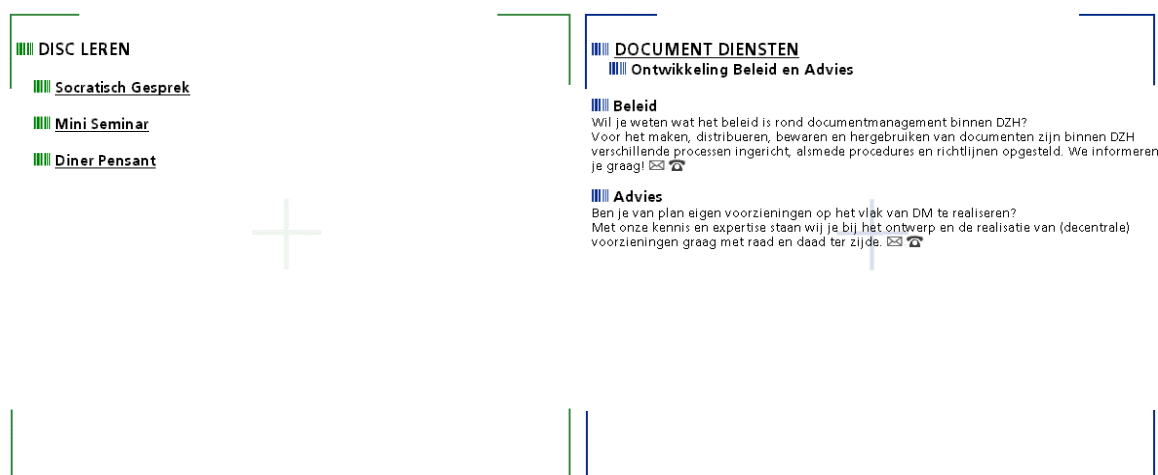 DISC LEREN
Socratisch Gesprek
Mini Seminar
Diner Pensant
DOCUMENT DIENSTEN
Ontwikkeling Beleid en Advies
Beleid
Wil je weten wat het beleid is rond documentmanagement binnen DZH?
Voor het maken, distribueren, bewaren en hergebruiken van documenten zijn binnen DZH
verschillende processen ingericht, alsmede procedures en richtlijnen opgesteld. We informeren
je graag! ✉ ☎
Advies
Ben je van plan eigen voorzieningen op het vlak van DM te realiseren?
Met onze kennis en expertise staan wij je bij het ontwerp en de realisatie van (decentrale)
voorzieningen graag met raad en daad ter zijde. ✉ ☎